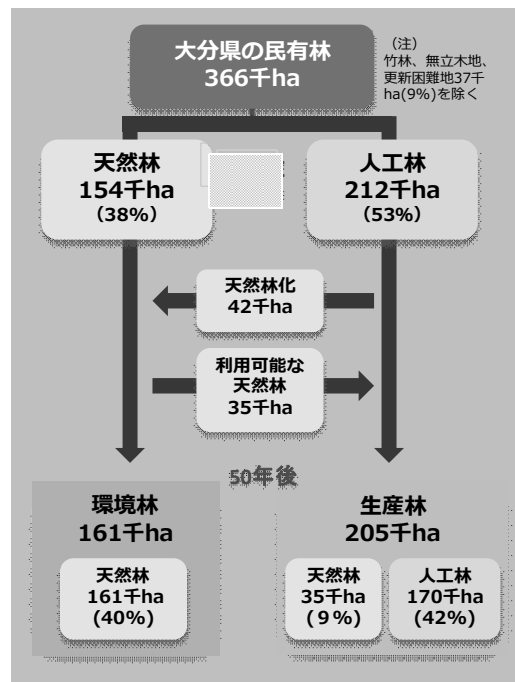 大分県の民有林
366千ha
（注）
竹林、無立木地、
更新困難地37千
ha(9%)を除く
天然林
154千ha
（38%）
人工林
212千ha
（53%）
天然林化
42千ha
利用可能な
天然林
35千ha
50年後
環境林
161千ha
天然林
161千ha
(40%)
生産林
205千ha
天然林
35千ha
(９%)
人工林
170千ha
(42%)